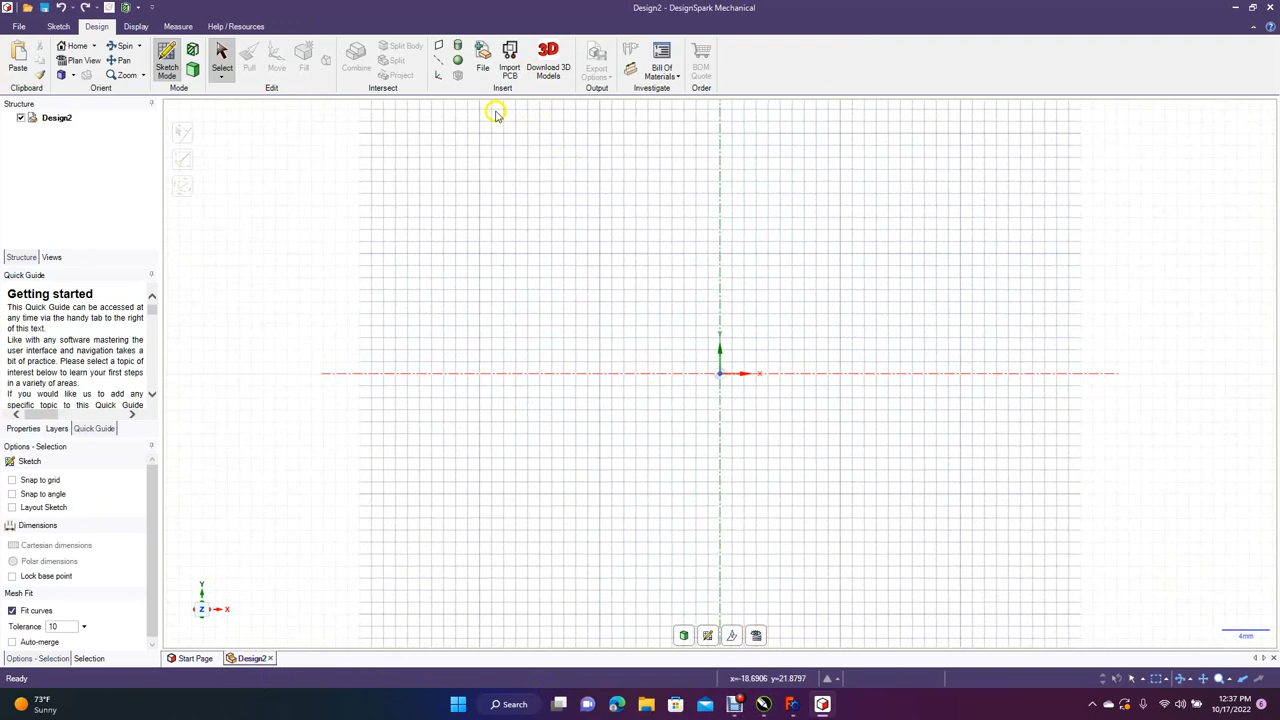 Design2 - DesignSpark Mechanical
File Sketch Design Display Measure Help / Resources
Paste
Home Spin
Plan View Pan
Zoom
Sketch Mode
Select Pull Move Fill
Combine
Split Body
Split
Project
File
Import PCB
Download 3D Models
Export Options
Bill Of Materials
BOM Quote
Clipboard Orient Mode Edit Intersect Insert Output Investigate Order
Structure
Design2
Structure Views
Quick Guide
Getting started
This Quick Guide can be accessed at
any time via the handy tab to the right
of this text.
Like with any software mastering the
user interface and navigation takes a
bit of practice. Please select a topic of
interest below to learn your first steps
in a variety of areas.
If you would like us to add any
specific topic to this Quick Guide
Properties Layers Quick Guide
Options - Selection
Sketch
Snap to grid
Snap to angle
Layout Sketch
Dimensions
Cartesian dimensions
Polar dimensions
Lock base point
Mesh Fit
Fit curves
Tolerance 10
Auto-merge
Options - Selection Selection
Y
X
Y
Z X
4mm
Start Page Design2
Ready
x=-18.6906 y=21.8797
73°F
Sunny
Search
12:37 PM
10/17/2022